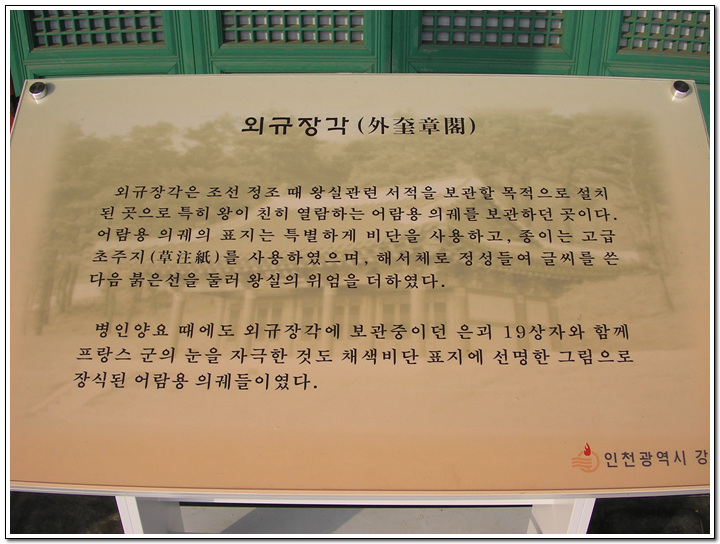 외규장각 (外奎章閣)
외규장각은 조선 정조 때 왕실관련 서적을 보관할 목적으로 설치
된 곳으로 특히 왕이 친히 열람하는 어람용 의궤를 보관하던 곳이다.
어람용 의궤의 표지는 특별하게 비단을 사용하고, 종이는 고급
초주지(草注紙)를 사용하였으며, 해서체로 정성들여 글씨를 쓴
다음 붉은선을 둘러 왕실의 위엄을 더하였다.
병인양요 때에도 외규장각에 보관중이던 은괴 19상자와 함께
프랑스 군의 눈을 자극한 것도 채색비단 표지에 선명한 그림으로
장식된 어람용 의궤들이였다.
인천광역시 강